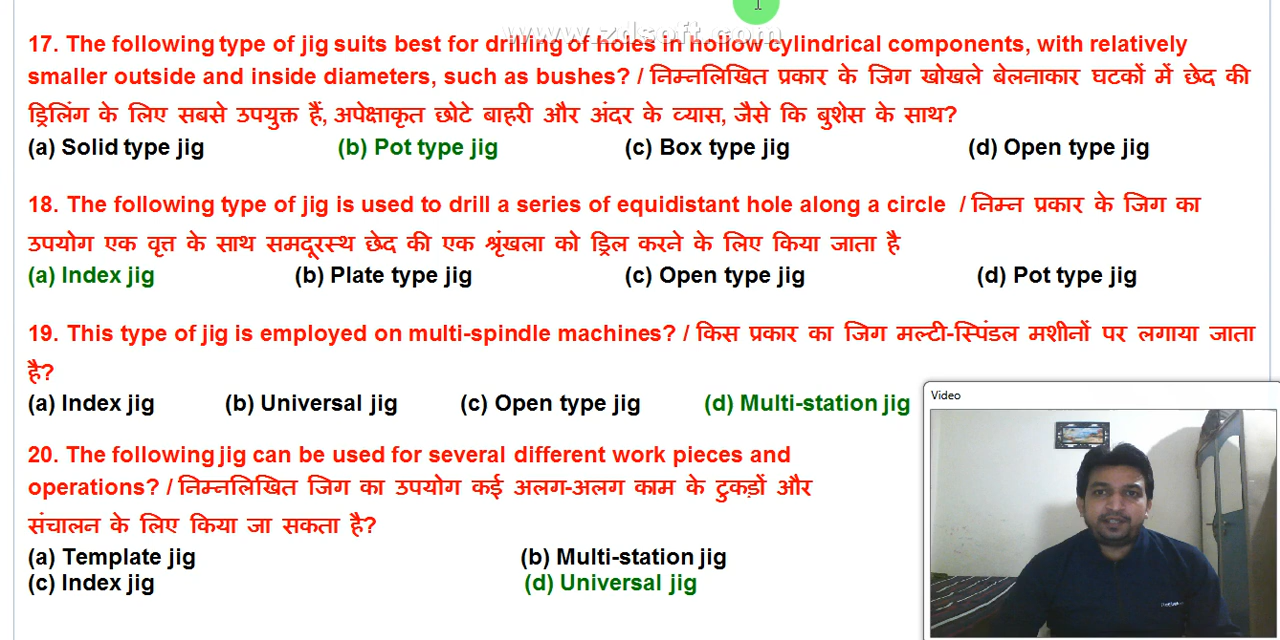 www.zdsoft.com
17. The following type of jig suits best for drilling of holes in hollow cylindrical components, with relatively
smaller outside and inside diameters, such as bushes? / निम्नलिखित प्रकार के जिग खोखले बेलनाकार घटकों में छेद की
ड्रिलिंग के लिए सबसे उपयुक्त हैं, अपेक्षाकृत छोटे बाहरी और अंदर के व्यास, जैसे कि बुशेस के साथ?
(a) Solid type jig (b) Pot type jig (c) Box type jig (d) Open type jig
18. The following type of jig is used to drill a series of equidistant hole along a circle / निम्न प्रकार के जिग का
उपयोग एक वृत्त के साथ समदूरस्थ छेद की एक श्रृंखला को ड्रिल करने के लिए किया जाता है
(a) Index jig (b) Plate type jig (c) Open type jig (d) Pot type jig
19. This type of jig is employed on multi-spindle machines? / किस प्रकार का जिग मल्टी-स्पिंडल मशीनों पर लगाया जाता
है?
(a) Index jig (b) Universal jig (c) Open type jig (d) Multi-station jig
Video
20. The following jig can be used for several different work pieces and
operations? / निम्नलिखित जिग का उपयोग कई अलग-अलग काम के टुकड़ों और
संचालन के लिए किया जा सकता है?
(a) Template jig (b) Multi-station jig
(c) Index jig (d) Universal jig